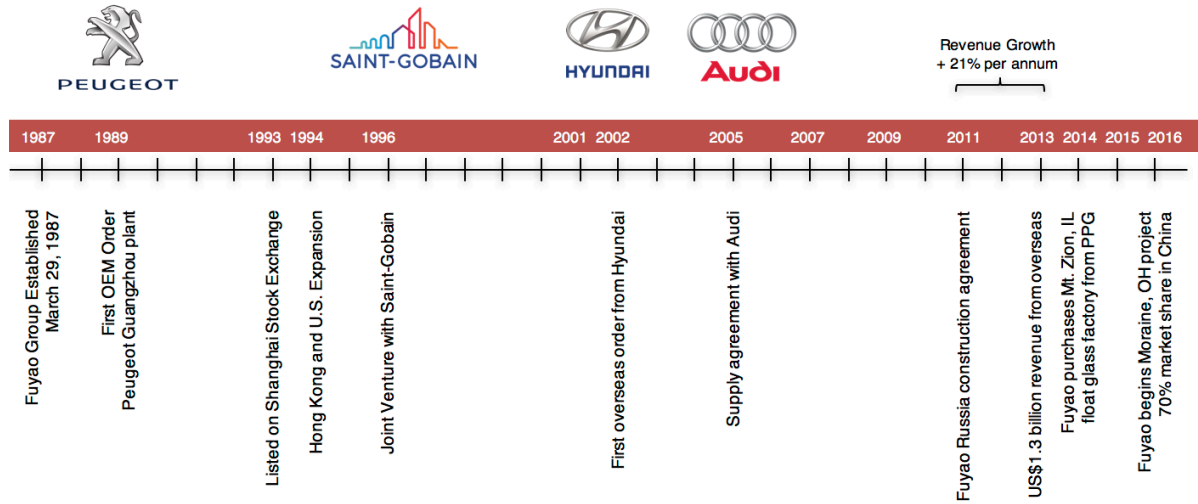 PEUGEOT
SAINT-GOBAIN
HYUNDAI
Audi
Revenue Growth
+ 21% per annum
1987 1989 1993 1994 1996 2001 2002 2005 2007 2009 2011 2013 2014 2015 2016
Fuyao Group Established
March 29, 1987
First OEM Order
Peugeot Guangzhou plant
Listed on Shanghai Stock Exchange
Hong Kong and U.S. Expansion
Joint Venture with Saint-Gobain
First overseas order from Hyundai
Supply agreement with Audi
Fuyao Russia construction agreement
US$1.3 billion revenue from overseas
Fuyao purchases Mt. Zion, IL
float glass factory from PPG
Fuyao begins Moraine, OH project
70% market share in China